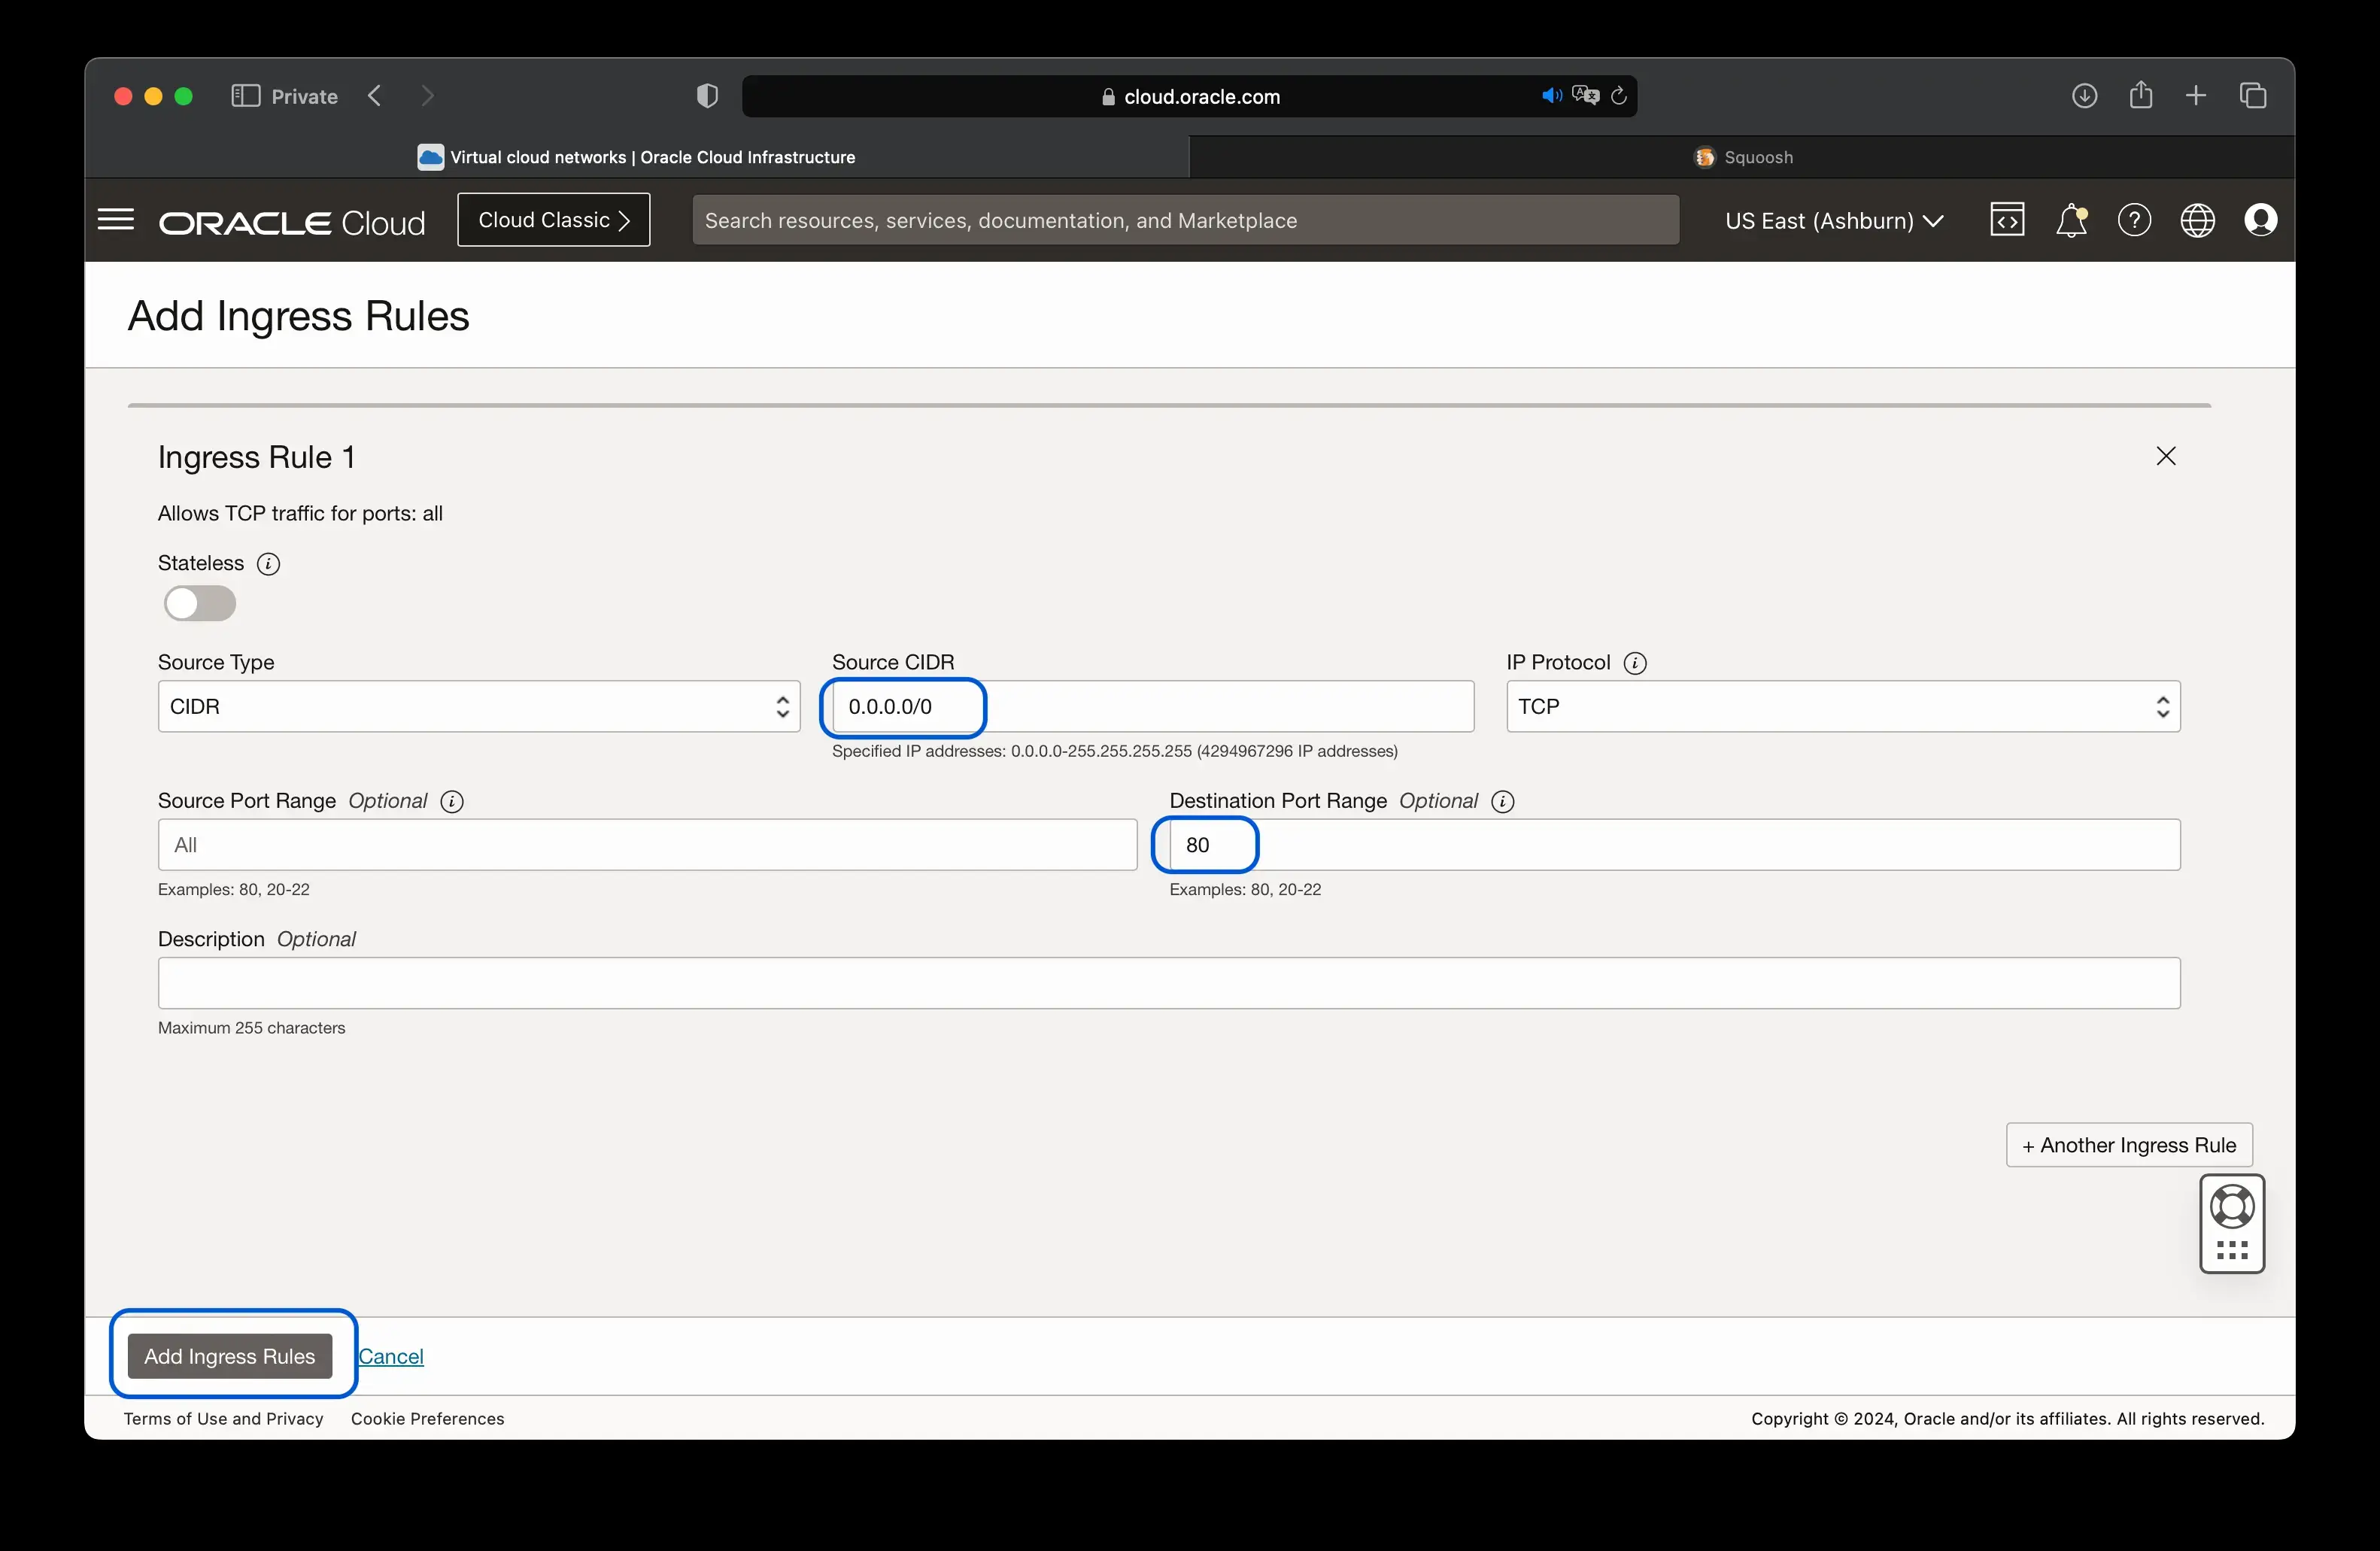 Private
cloud.oracle.com
Virtual cloud networks | Oracle Cloud Infrastructure
Squoosh
ORACLE Cloud
Cloud Classic >
Search resources, services, documentation, and Marketplace
US East (Ashburn)
Add Ingress Rules
Ingress Rule 1
Allows TCP traffic for ports: all
Stateless
Source Type
Source CIDR
IP Protocol
CIDR
0.0.0.0/0
TCP
Specified IP addresses: 0.0.0.0-255.255.255.255 (4294967296 IP addresses)
Source Port Range Optional
Destination Port Range Optional
All
80
Examples: 80, 20-22
Examples: 80, 20-22
Description Optional
Maximum 255 characters
+ Another Ingress Rule
Add Ingress Rules
Cancel
Terms of Use and Privacy
Cookie Preferences
Copyright © 2024, Oracle and/or its affiliates. All rights reserved.